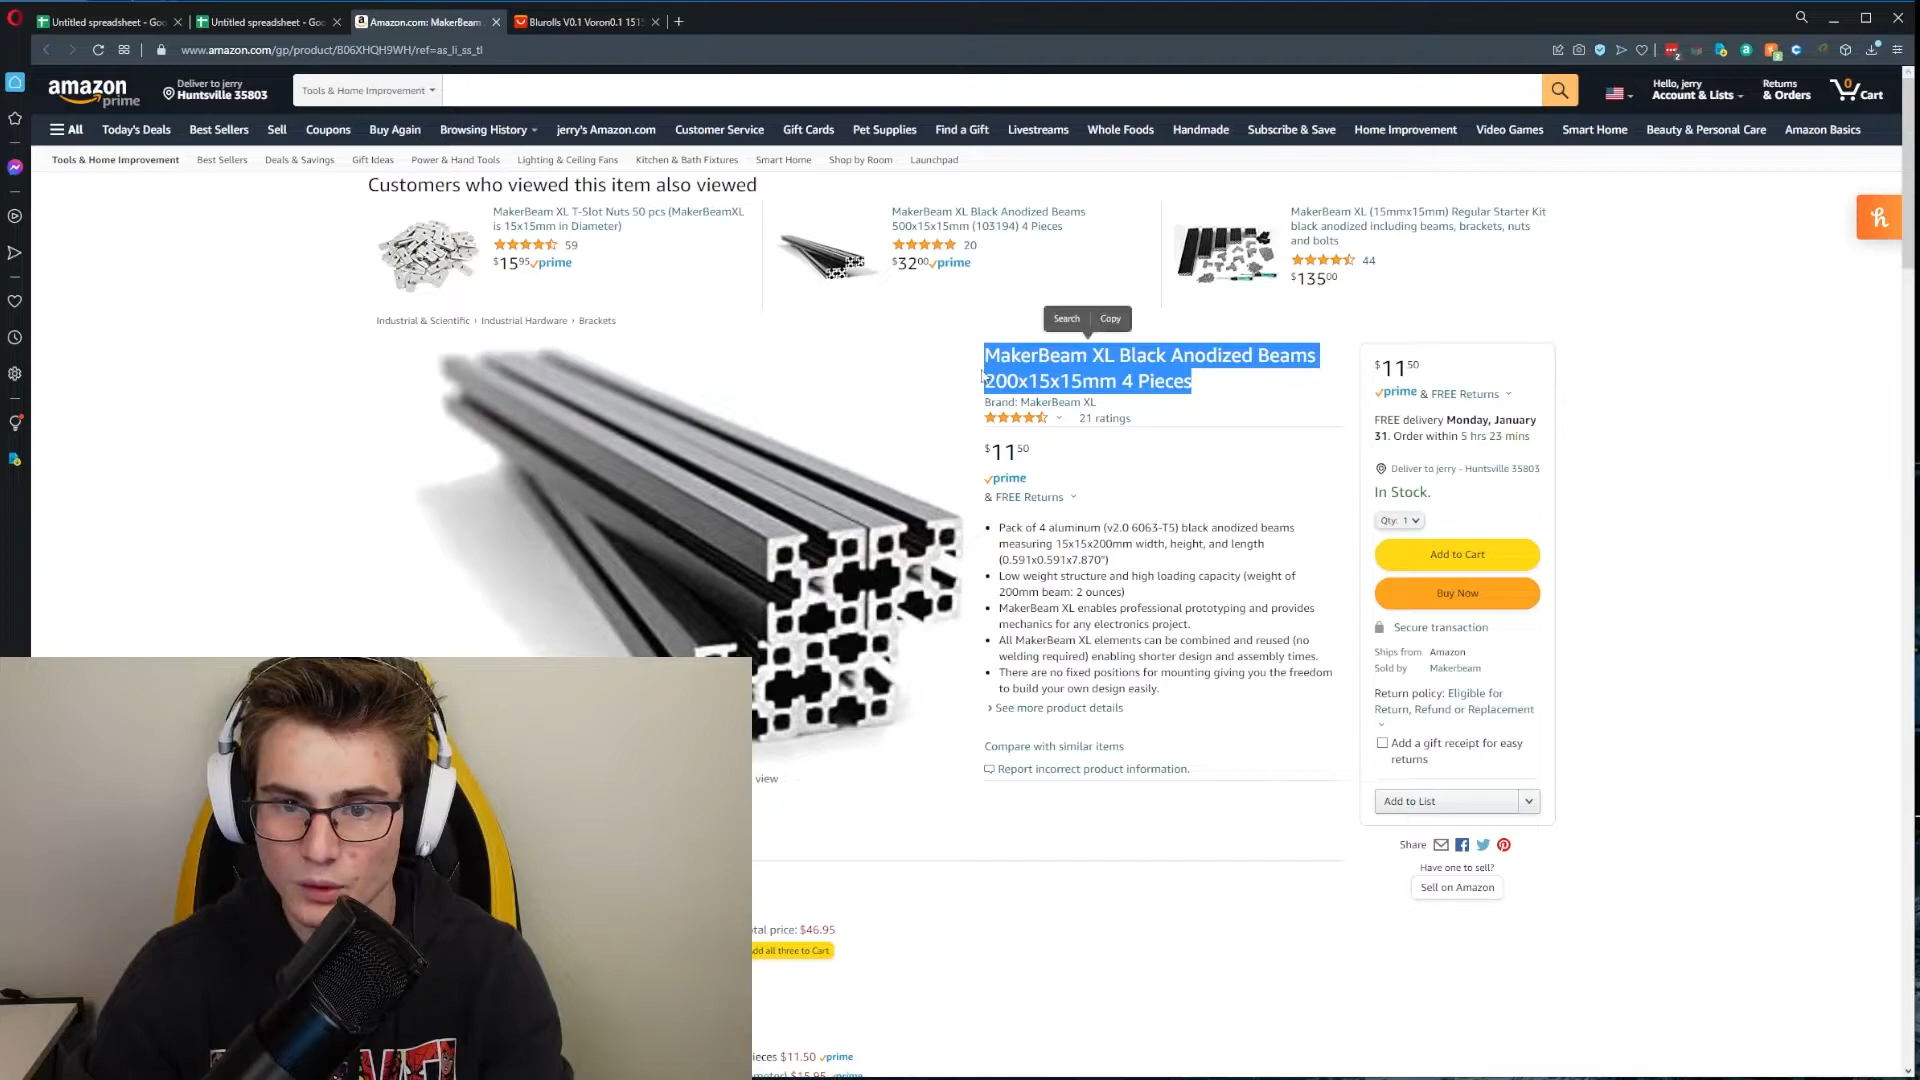 Untitled spreadsheet - Goo
Untitled spreadsheet - Goo
Amazon.com: MakerBeam
Blurolls V0.1 Voron0.1 151
www.amazon.com/gp/product/B06XHQH9WH/ref=as_li_ss_tl
amazon prime
Deliver to jerry
Huntsville 35803
Tools & Home Improvement
Hello, jerry
Account & Lists
Returns
& Orders
0
Cart
All
Today's Deals
Best Sellers
Sell
Coupons
Buy Again
Browsing History
jerry's Amazon.com
Customer Service
Gift Cards
Pet Supplies
Find a Gift
Livestreams
Whole Foods
Handmade
Subscribe & Save
Home Improvement
Video Games
Smart Home
Beauty & Personal Care
Amazon Basics
Tools & Home Improvement
Best Sellers
Deals & Savings
Gift Ideas
Power & Hand Tools
Lighting & Ceiling Fans
Kitchen & Bath Fixtures
Smart Home
Shop by Room
Launchpad
Customers who viewed this item also viewed
MakerBeam XL T-Slot Nuts 50 pcs (MakerBeamXL
is 15x15mm in Diameter)
59
$15 95 prime
MakerBeam XL Black Anodized Beams
500x15x15mm (103194) 4 Pieces
20
$32 00 prime
MakerBeam XL (15mmx15mm) Regular Starter Kit
black anodized including beams, brackets, nuts
and bolts
44
$135 00
h
Industrial & Scientific › Industrial Hardware › Brackets
Search
Copy
MakerBeam XL Black Anodized Beams
200x15x15mm 4 Pieces
Brand: MakerBeam XL
21 ratings
$11 50
prime
& FREE Returns
• Pack of 4 aluminum (v2.0 6063-T5) black anodized beams
measuring 15x15x200mm width, height, and length
(0.591x0.591x7.870")
• Low weight structure and high loading capacity (weight of
200mm beam: 2 ounces)
• MakerBeam XL enables professional prototyping and provides
mechanics for any electronics project.
• All MakerBeam XL elements can be combined and reused (no
welding required) enabling shorter design and assembly times.
• There are no fixed positions for mounting giving you the freedom
to build your own design easily.
› See more product details
Compare with similar items
Report incorrect product information.
$11 50
prime & FREE Returns
FREE delivery Monday, January
31. Order within 5 hrs 23 mins
Deliver to jerry - Huntsville 35803
In Stock.
Qty: 1
Add to Cart
Buy Now
Secure transaction
Ships from Amazon
Sold by Makerbeam
Return policy: Eligible for
Return, Refund or Replacement
Add a gift receipt for easy
returns
Add to List
Share
Have one to sell?
Sell on Amazon
view
tal price: $46.95
dd all three to Cart
ieces $11.50 prime